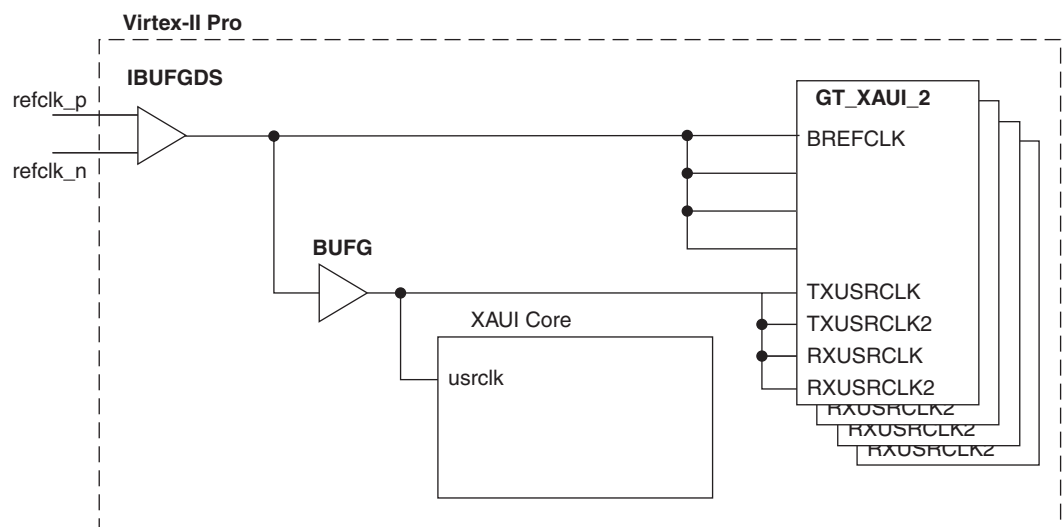 Virtex-II Pro
IBUFGDS
refclk_p
refclk_n
GT_XAUI_2
BREFCLK
BUFG
TXUSRCLK
TXUSRCLK2
RXUSRCLK
RXUSRCLK2
XAUI Core
usrclk
RXUSRCLK2
RXUSRCLK2
RXUSRCLK2